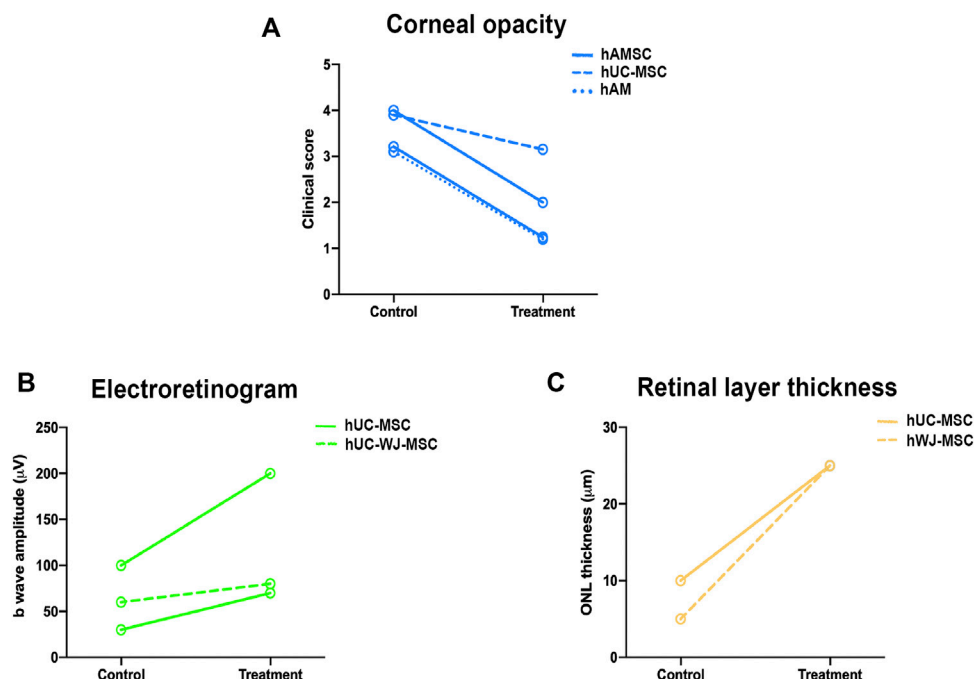 A
Corneal opacity
hAMSC
hUC-MSC
hAM
Clinical score
5
4
3
2
1
0
Control
Treatment
B
Electroretinogram
hUC-MSC
hUC-WJ-MSC
b wave amplitude (μV)
250
200
150
100
50
0
Control
Treatment
C
Retinal layer thickness
hUC-MSC
hWJ-MSC
ONL thickness (μm)
30
20
10
0
Control
Treatment